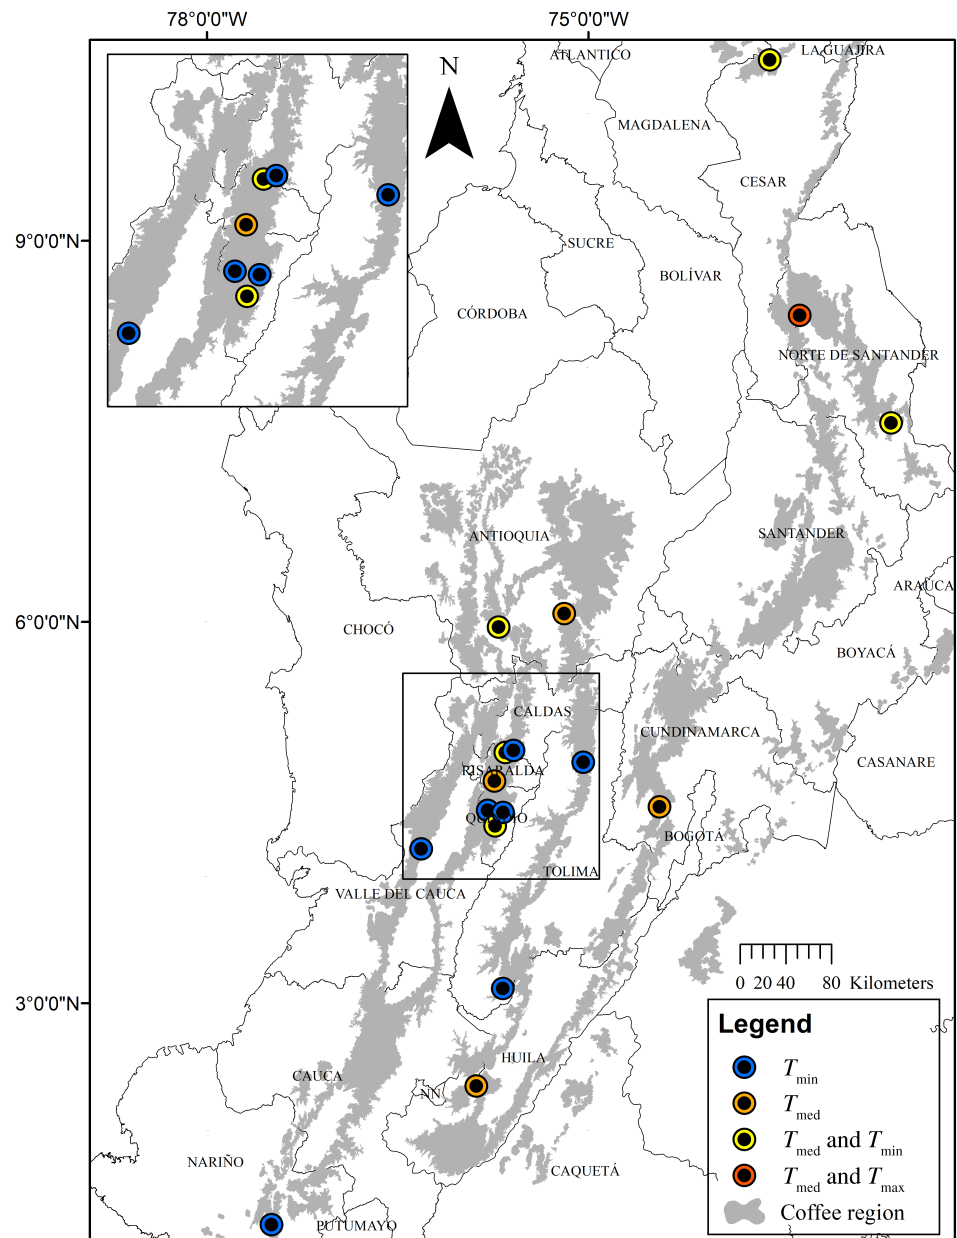 78°0'0"W 75°0'0"W
ATLANTICO
LA GUAJIRA
N
MAGDALENA
CESAR
9°0'0"N
SUCRE
BOLÍVAR
CÓRDOBA
NORTE DE SANTANDER
ANTIOQUIA
SANTANDER
ARAUCA
6°0'0"N
CHOCÓ
BOYACÁ
CALDAS
CUNDINAMARCA
RISARALDA
CASANARE
BOGOTÁ
TOLIMA
VALLE DEL CAUCA
0 20 40 80 Kilometers
3°0'0"N
Legend
HUILA
CAUCA
NN
NARIÑO
CAQUETÁ
PUTUMAYO
Tmin
Tmed
Tmed and Tmin
Tmed and Tmax
Coffee region